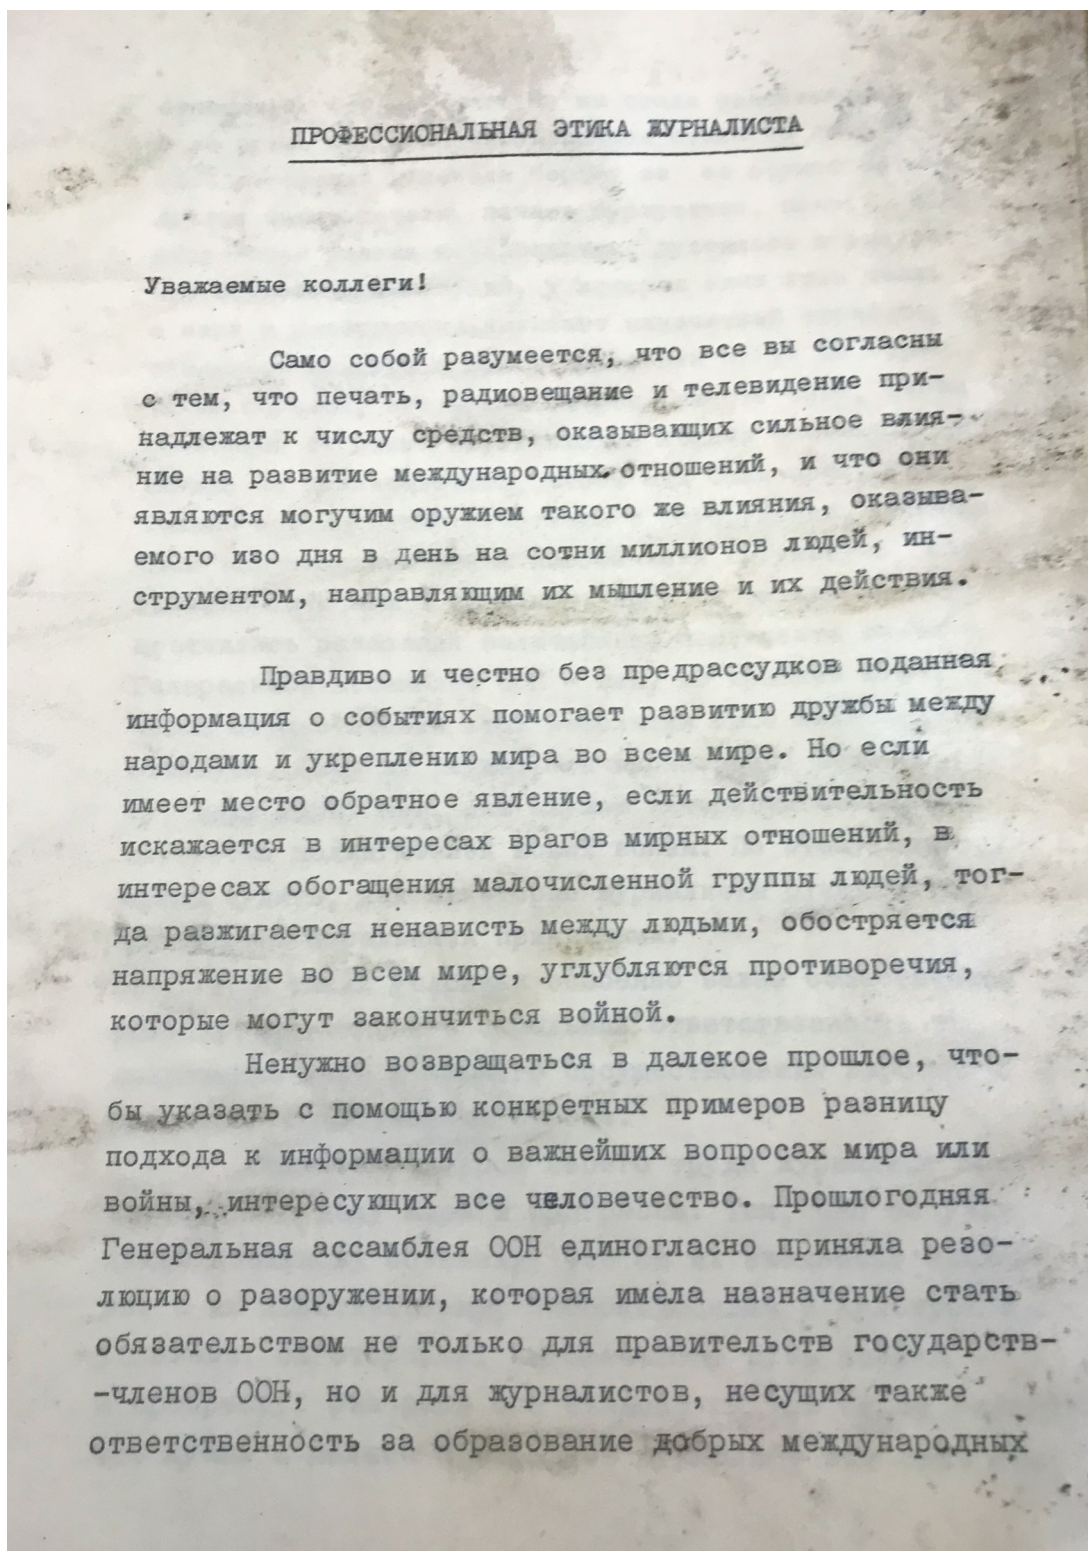 ПРОФЕССИОНАЛЬНАЯ ЭТИКА ЖУРНАЛИСТА
Уважаемые коллеги!
Само собой разумеется, что все вы согласны
с тем, что печать, радиовещание и телевидение при-
надлежат к числу средств, оказывающих сильное влия-
ние на развитие международных отношений, и что они
являются могучим оружием такого же влияния, оказыва-
емого изо дня в день на сотни миллионов людей, ин-
струментом, направляющим их мышление и их действия.
Правдиво и честно без предрассудков поданная
информация о событиях помогает развитию дружбы между
народами и укреплению мира во всем мире. Но если
имеет место обратное явление, если действительность
искажается в интересах врагов мирных отношений, в
интересах обогащения малочисленной группы людей, тог-
да разжигается ненависть между людьми, обостряется
напряжение во всем мире, углубляются противоречия,
которые могут закончиться войной.
Ненужно возвращаться в далекое прошлое, что-
бы указать с помощью конкретных примеров разницу
подхода к информации о важнейших вопросах мира или
войны, интересующих все человечество. Прошлогодняя
Генеральная ассамблея ООН единогласно приняла резо-
люцию о разоружении, которая имела назначение стать
обязательством не только для правительств государств-
-членов ООН, но и для журналистов, несущих также
ответственность за образование добрых международных